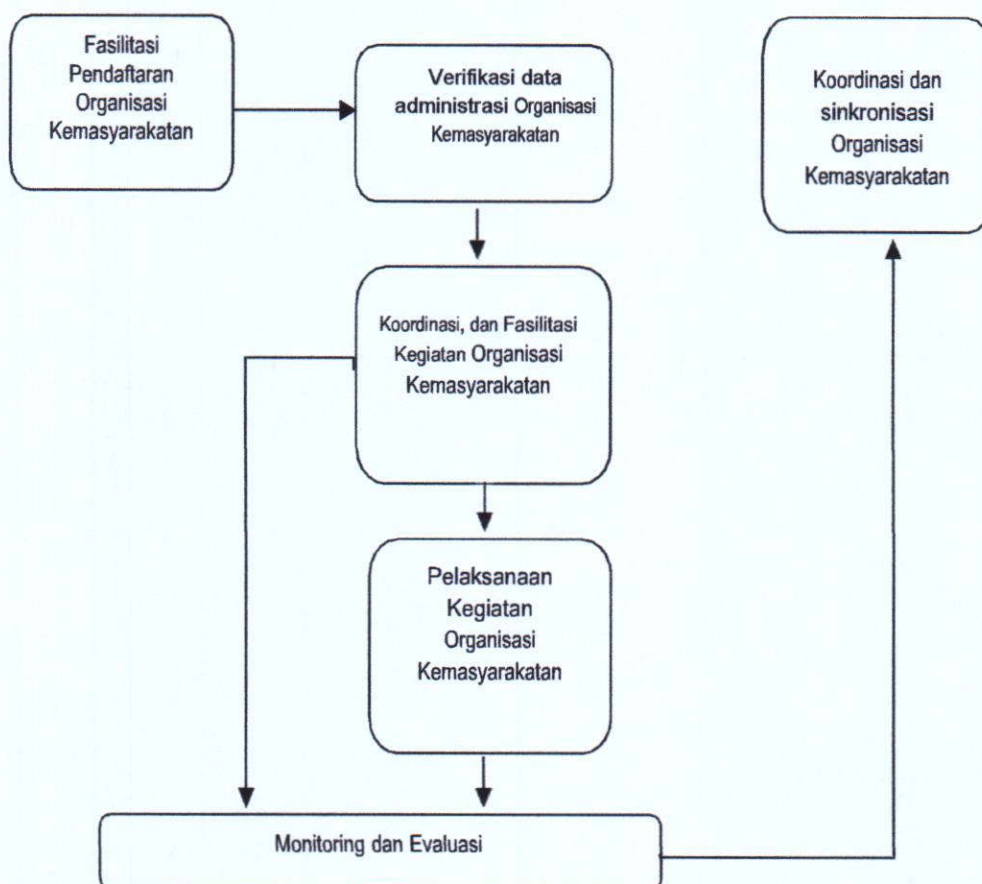 Fasilitasi
Pendaftaran
Organisasi
Kemasyarakatan
Verifikasi data
administrasi Organisasi
Kemasyarakatan
Koordinasi dan
sinkronisasi
Organisasi
Kemasyarakatan
Koordinasi, dan Fasilitasi
Kegiatan Organisasi
Kemasyarakatan
Pelaksanaan
Kegiatan
Organisasi
Kemasyarakatan
Monitoring dan Evaluasi